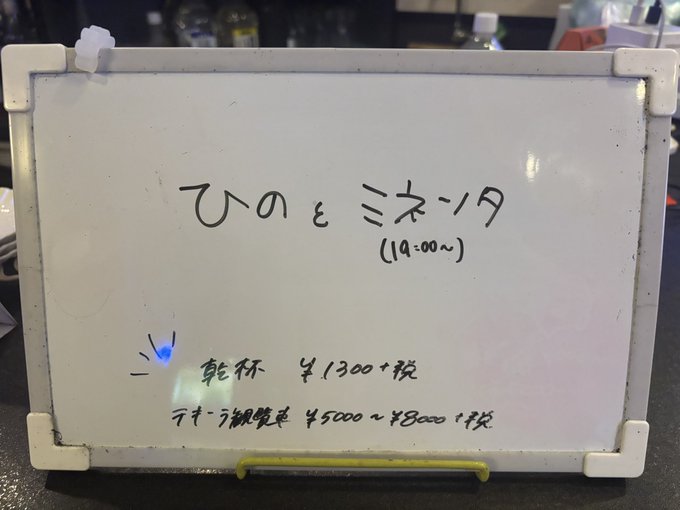 ひの と ミネンタ
(19:00～)
乾杯 ¥1300+税
テキーラ観覧車 ¥5000～¥8000+税